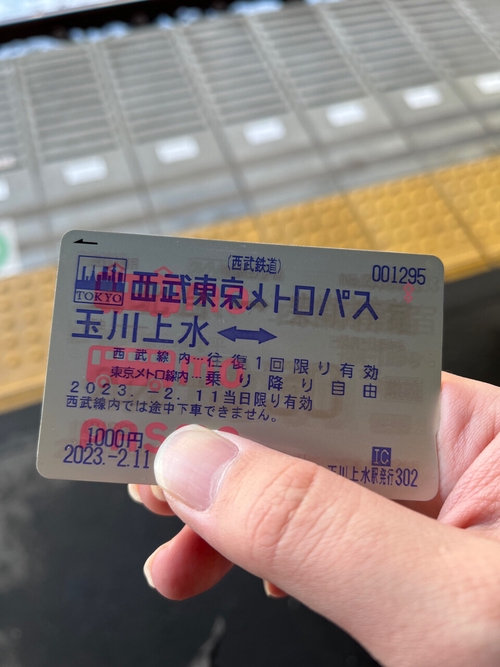 (西武鉄道)
001295
TOKYO
西武東京メトロパス
玉川上水 ⟷
西武線内…往復1回限り有効
東京メトロ線内…乗り降り自由
2023.-2.11当日限り有効
西武線内では途中下車できません。
1000円
IC
2023.-2.11
玉川上水駅発行302